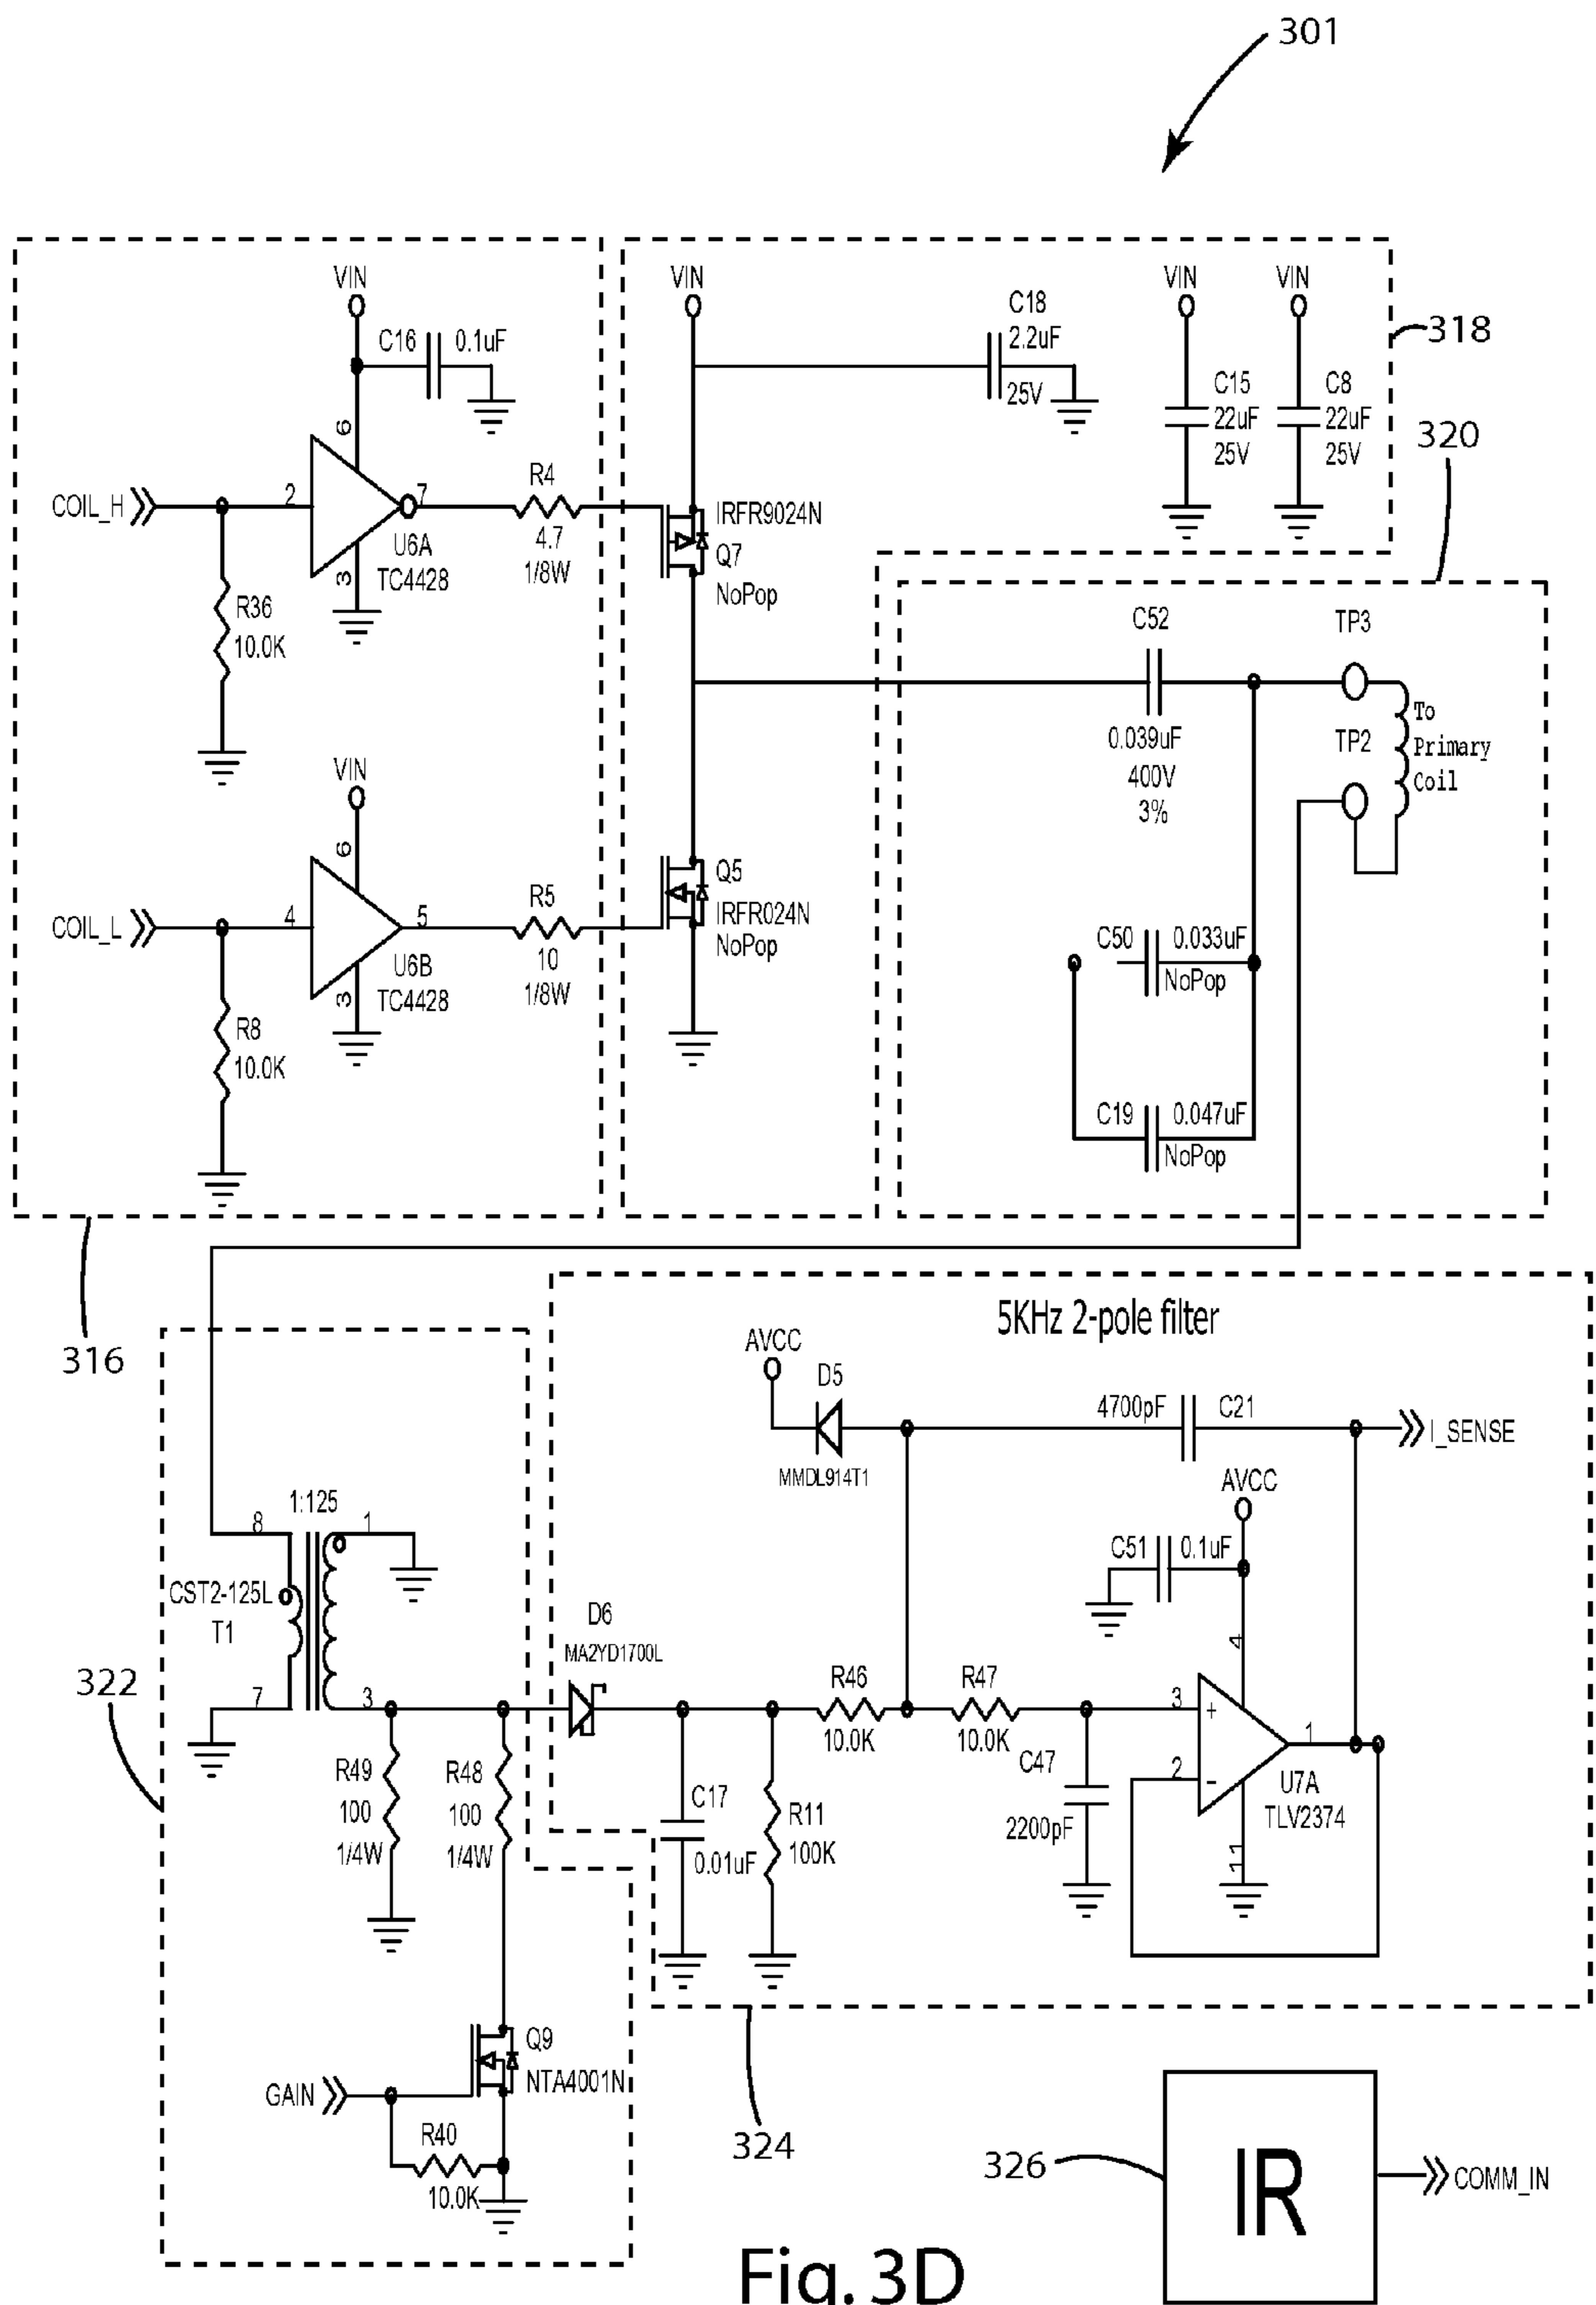 301
VIN
C16
0.1uF
6
COIL_H
2
7
U6A
TC4428
3
R36
10.0K
R4
4.7
1/8W
VIN
6
COIL_L
4
5
U6B
TC4428
3
R8
10.0K
R5
10
1/8W
316
VIN
C18
2.2uF
25V
VIN
C15
22uF
25V
VIN
C8
22uF
25V
318
IRFR9024N
Q7
NoPop
Q5
IRFR024N
NoPop
320
C52
0.039uF
400V
3%
TP3
TP2
To
Primary
Coil
C50
0.033uF
NoPop
C19
0.047uF
NoPop
322
1:125
8
1
CST2-125L
T1
7
3
R49
100
1/4W
R48
100
1/4W
GAIN
Q9
NTA4001N
R40
10.0K
5KHz 2-pole filter
AVCC
D5
MMDL914T1
4700pF
C21
I_SENSE
AVCC
C51
0.1uF
D6
MA2YD1700L
R46
10.0K
R47
10.0K
C17
0.01uF
R11
100K
C47
2200pF
4
3
+
2
-
1
U7A
TLV2374
11
324
326
IR
COMM_IN
Fig. 3D